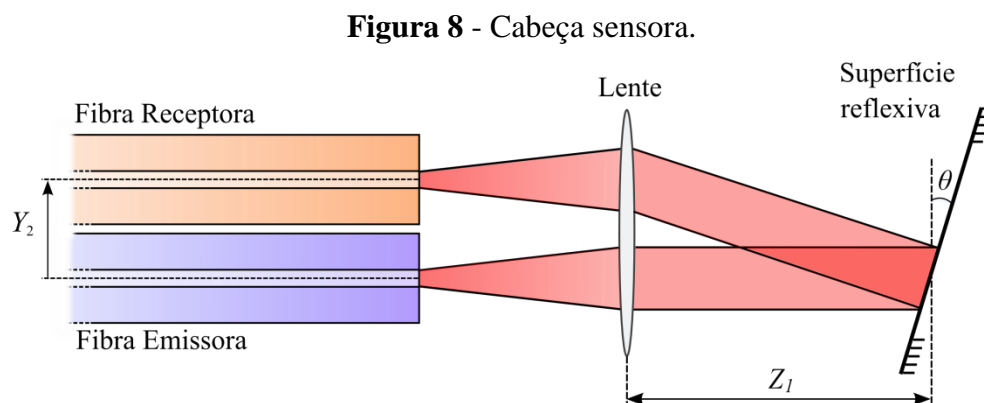 Figura 8 - Cabeça sensora.
Superfície
reflexiva
Lente
Fibra Receptora
θ
Y₂
Fibra Emissora
Z₁